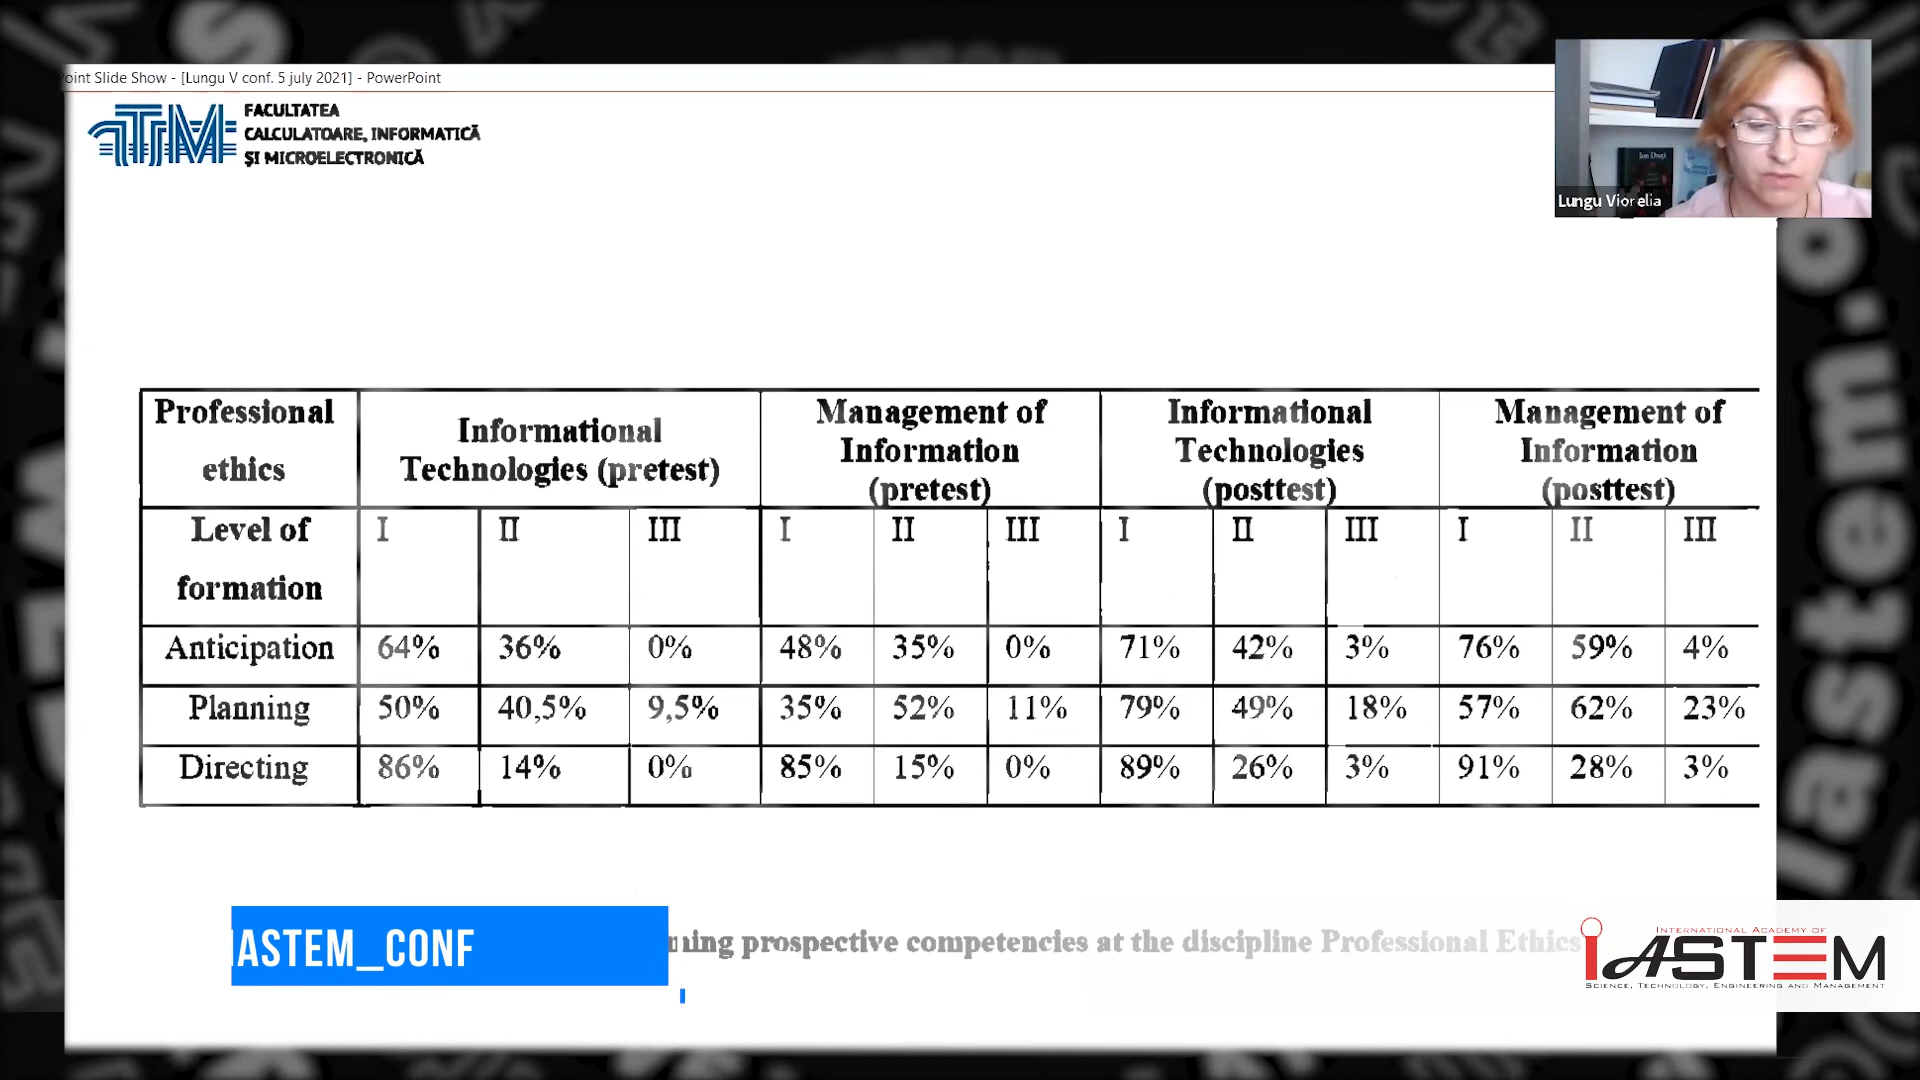 oint Slide Show - [Lungu V conf. 5 july 2021] - PowerPoint
FACULTATEA
CALCULATOARE, INFORMATICĂ
ȘI MICROELECTRONICĂ
Ion Druță
Lungu Viorelia
Professional ethics | Informational Technologies (pretest) | Management of Information (pretest) | Informational Technologies (posttest) | Management of Information (posttest)
Level of formation | I | II | III | I | II | III | I | II | III | I | II | III
Anticipation | 64% | 36% | 0% | 48% | 35% | 0% | 71% | 42% | 3% | 76% | 59% | 4%
Planning | 50% | 40,5% | 9,5% | 35% | 52% | 11% | 79% | 49% | 18% | 57% | 62% | 23%
Directing | 86% | 14% | 0% | 85% | 15% | 0% | 89% | 26% | 3% | 91% | 28% | 3%
IASTEM_CONF
ning prospective competencies at the discipline Professional Ethics
INTERNATIONAL ACADEMY OF
iASTEM
SCIENCE, TECHNOLOGY, ENGINEERING AND MANAGEMENT
Iastem.o